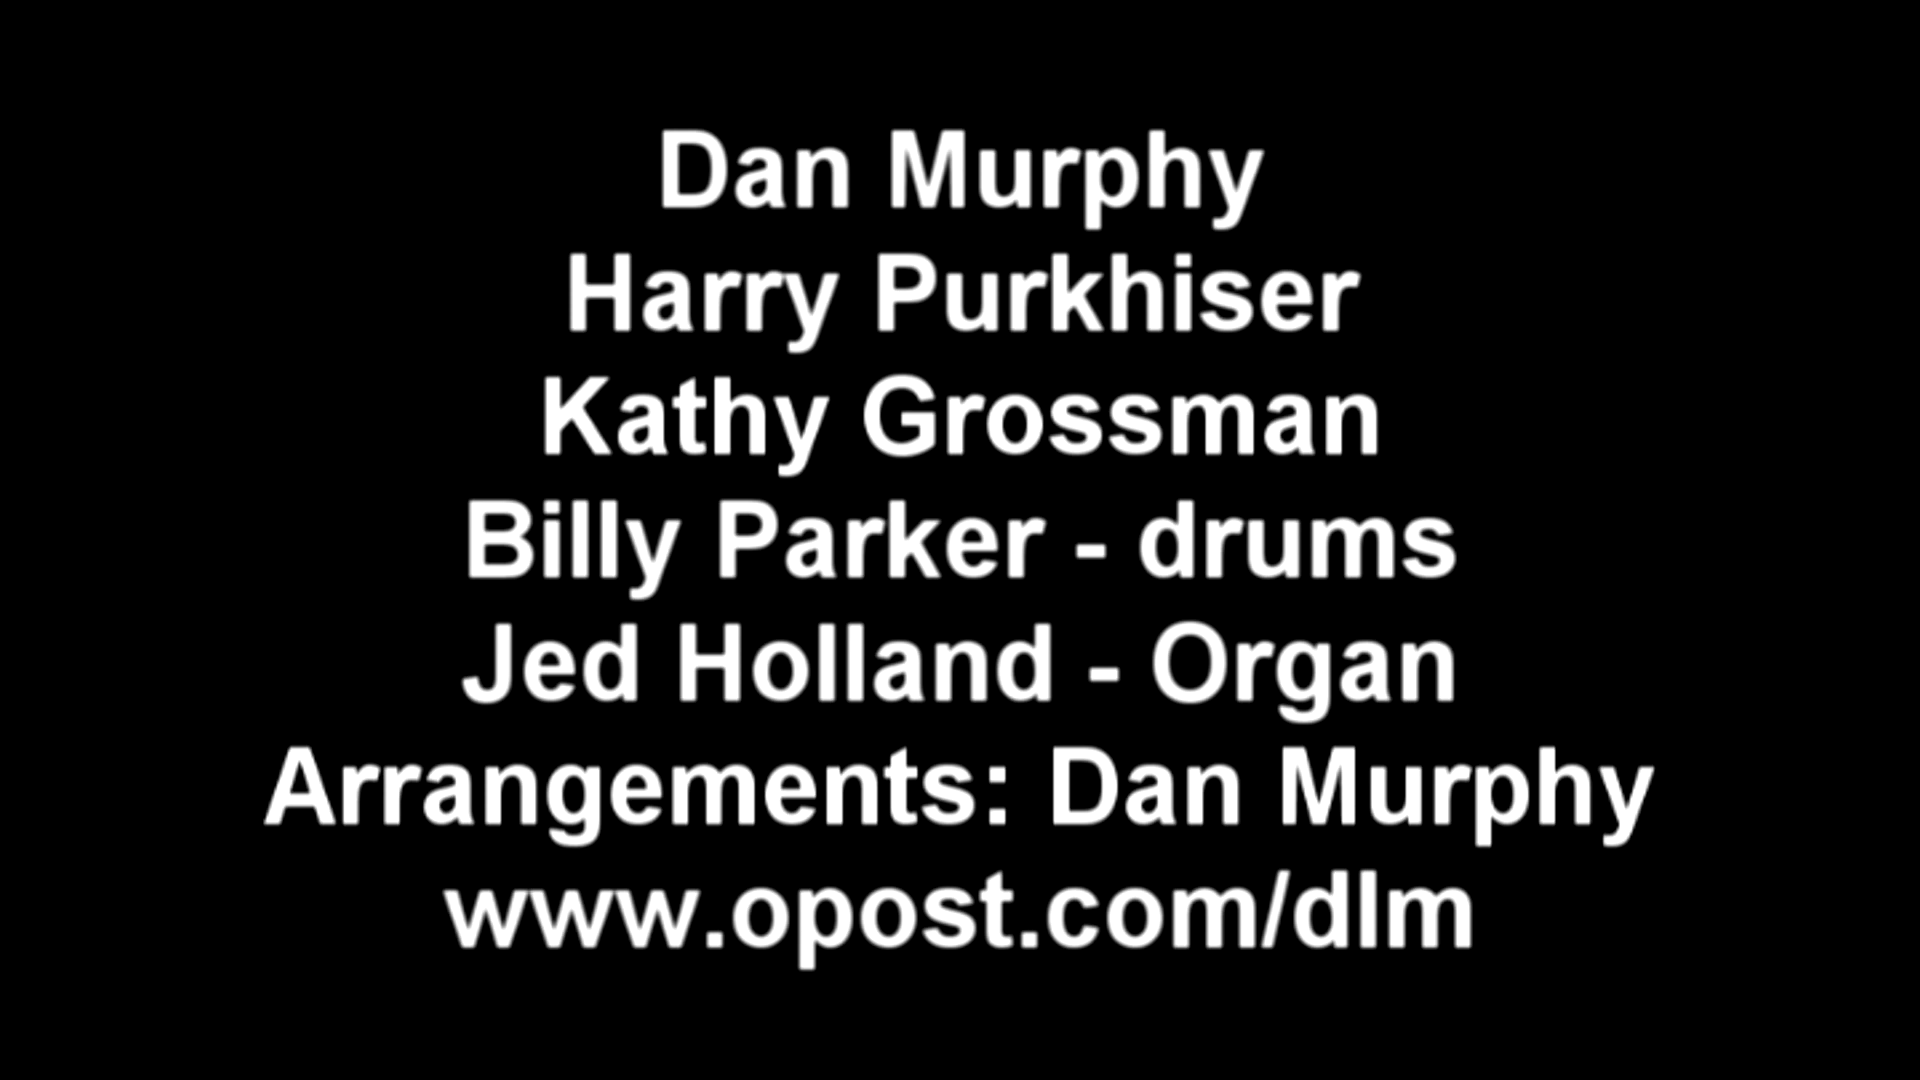 Dan Murphy
Harry Purkhiser
Kathy Grossman
Billy Parker - drums
Jed Holland - Organ
Arrangements: Dan Murphy
www.opost.com/dlm